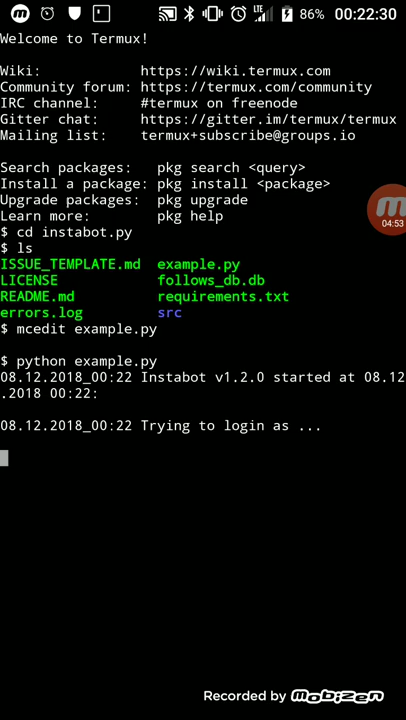 86% 00:22:30
Welcome to Termux!
Wiki: https://wiki.termux.com
Community forum: https://termux.com/community
IRC channel: #termux on freenode
Gitter chat: https://gitter.im/termux/termux
Mailing list: termux+subscribe@groups.io
Search packages: pkg search <query>
Install a package: pkg install <package>
Upgrade packages: pkg upgrade
Learn more: pkg help
$ cd instabot.py
$ ls
ISSUE_TEMPLATE.md example.py
LICENSE follows_db.db
README.md requirements.txt
errors.log src
$ mcedit example.py
$ python example.py
08.12.2018_00:22 Instabot v1.2.0 started at 08.12
.2018 00:22:
08.12.2018_00:22 Trying to login as ...
04:53
Recorded by mobizen